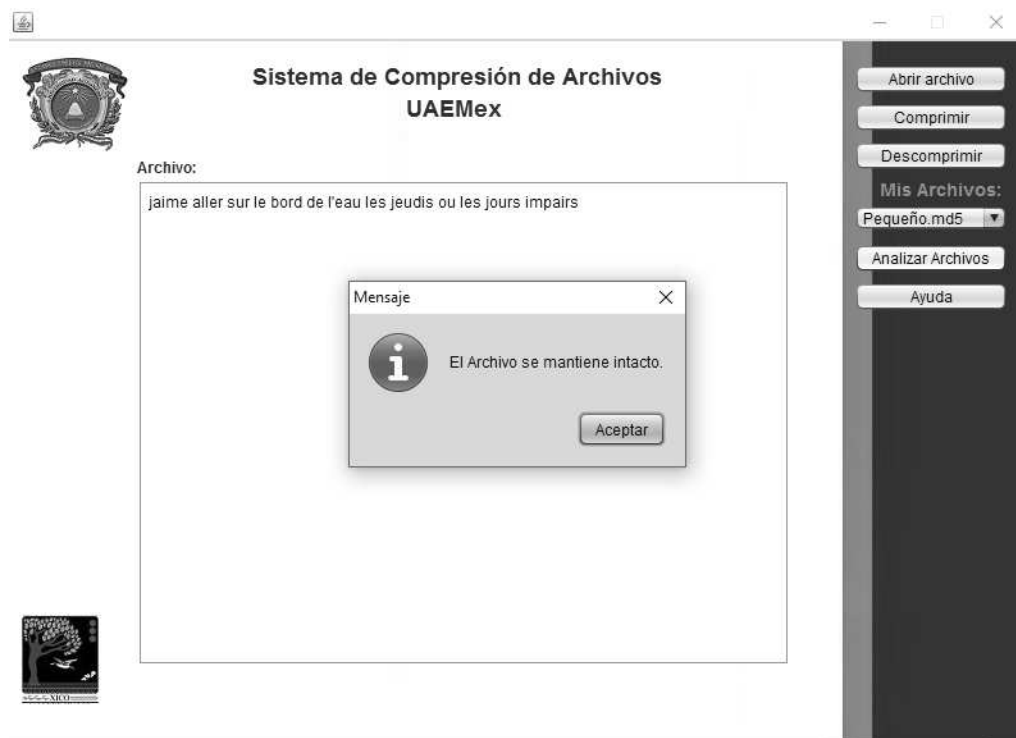 Sistema de Compresión de Archivos
UAEMex
Archivo:
jaime aller sur le bord de l'eau les jeudis ou les jours impairs
Mensaje
El Archivo se mantiene intacto.
Aceptar
Abrir archivo
Comprimir
Descomprimir
Mis Archivos:
Pequeño.md5
Analizar Archivos
Ayuda
XICO